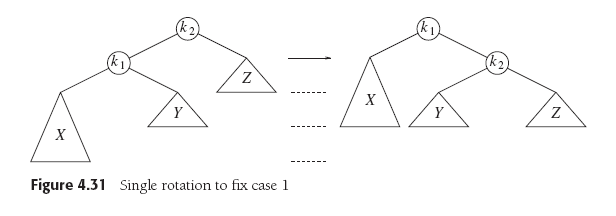 k2 k1
k1 k2
Z
X
Y Y Z
X
Figure 4.31 Single rotation to fix case 1